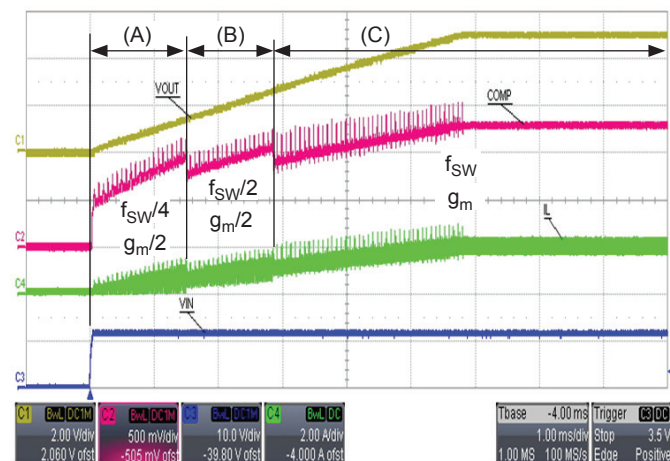 (A) (B) (C)
VOUT
COMP
C1
fSW/4
gm/2
fSW/2
gm/2
fSW
gm
IL
C2
C4
VIN
C3
C1 BwL DC1M
2.00 V/div
2.060 V ofst
C2 BwL DC1M
500 mV/div
-505 mV ofst
C3 BwL DC1M
10.0 V/div
-39.80 V ofst
C4 BwL DC
2.00 A/div
-4.000 A ofst
Tbase -4.00 ms
1.00 ms/div
1.00 MS 100 MS/s
Trigger C3 DC
Stop 3.5 V
Edge Positive